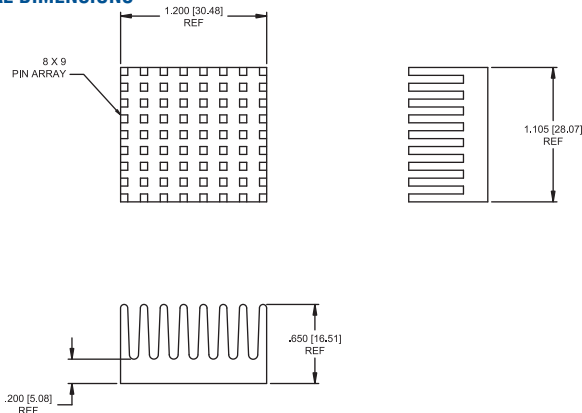 DIMENSIONS
1.200 [30.48]
REF
8 X 9
PIN ARRAY
1.105 [28.07]
REF
.650 [16.51]
REF
.200 [5.08]
REF